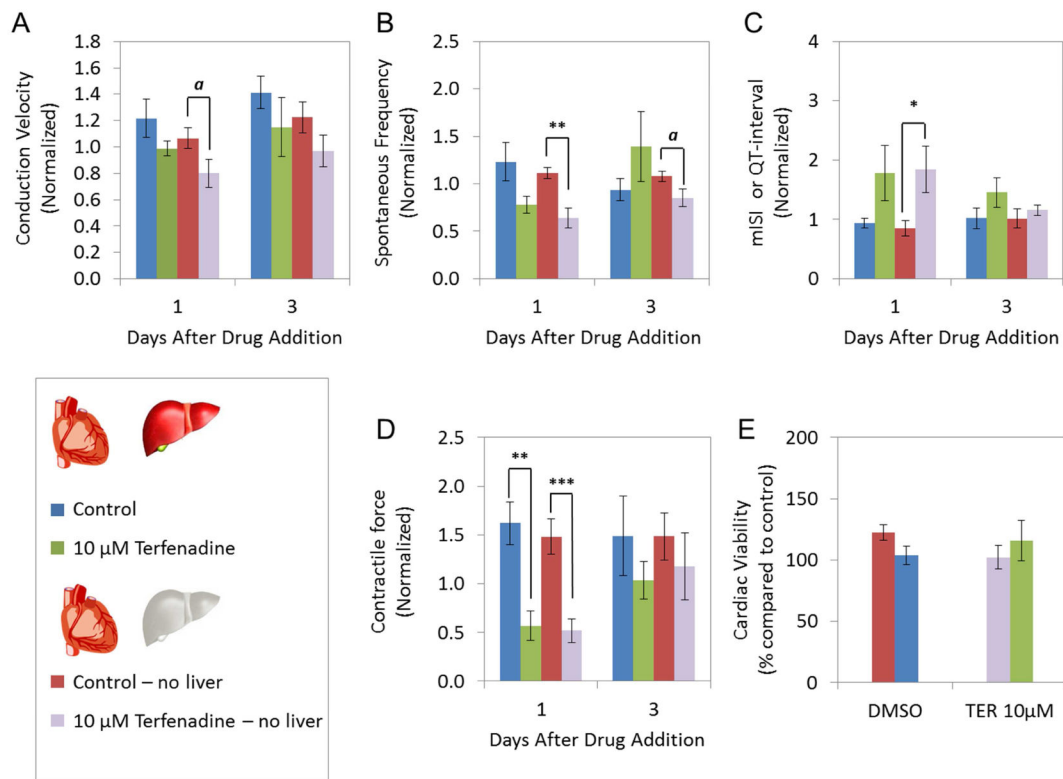 A
Conduction Velocity
(Normalized)
1.8
1.6
1.4
1.2
1.0
0.8
0.6
0.4
0.2
0.0
a
1
3
Days After Drug Addition
B
Spontaneous Frequency
(Normalized)
2.5
2.0
1.5
1.0
0.5
0.0
**
a
1
3
Days After Drug Addition
C
mISI or QT-interval
(Normalized)
4
3
2
1
0
*
1
3
Days After Drug Addition
Control
10 µM Terfenadine
Control – no liver
10 µM Terfenadine – no liver
D
Contractile force
(Normalized)
2.5
2.0
1.5
1.0
0.5
0.0
**
***
1
3
Days After Drug Addition
E
Cardiac Viability
(% compared to control)
200
150
100
50
0
DMSO
TER 10µM